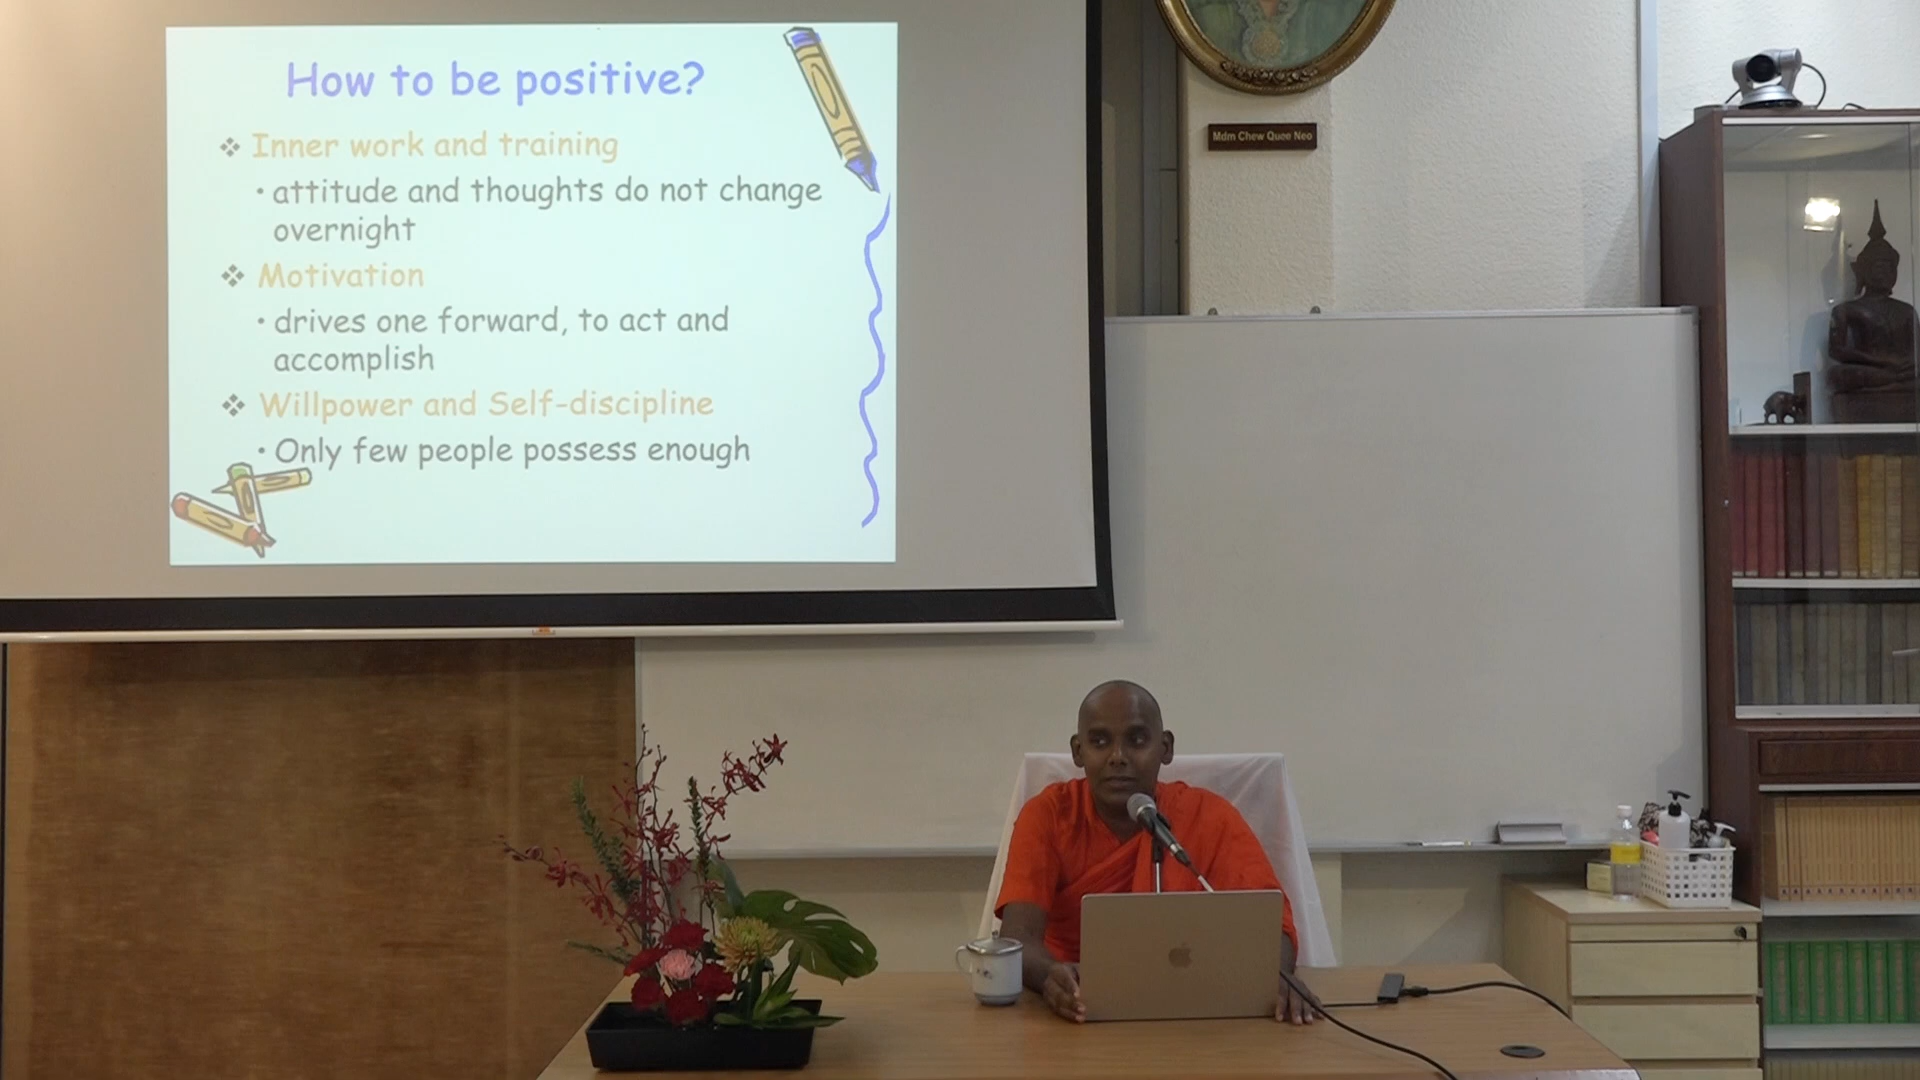 How to be positive?
❖ Inner work and training
• attitude and thoughts do not change
overnight
❖ Motivation
• drives one forward, to act and
accomplish
❖ Willpower and Self-discipline
• Only few people possess enough
Mdm Chew Quee Neo